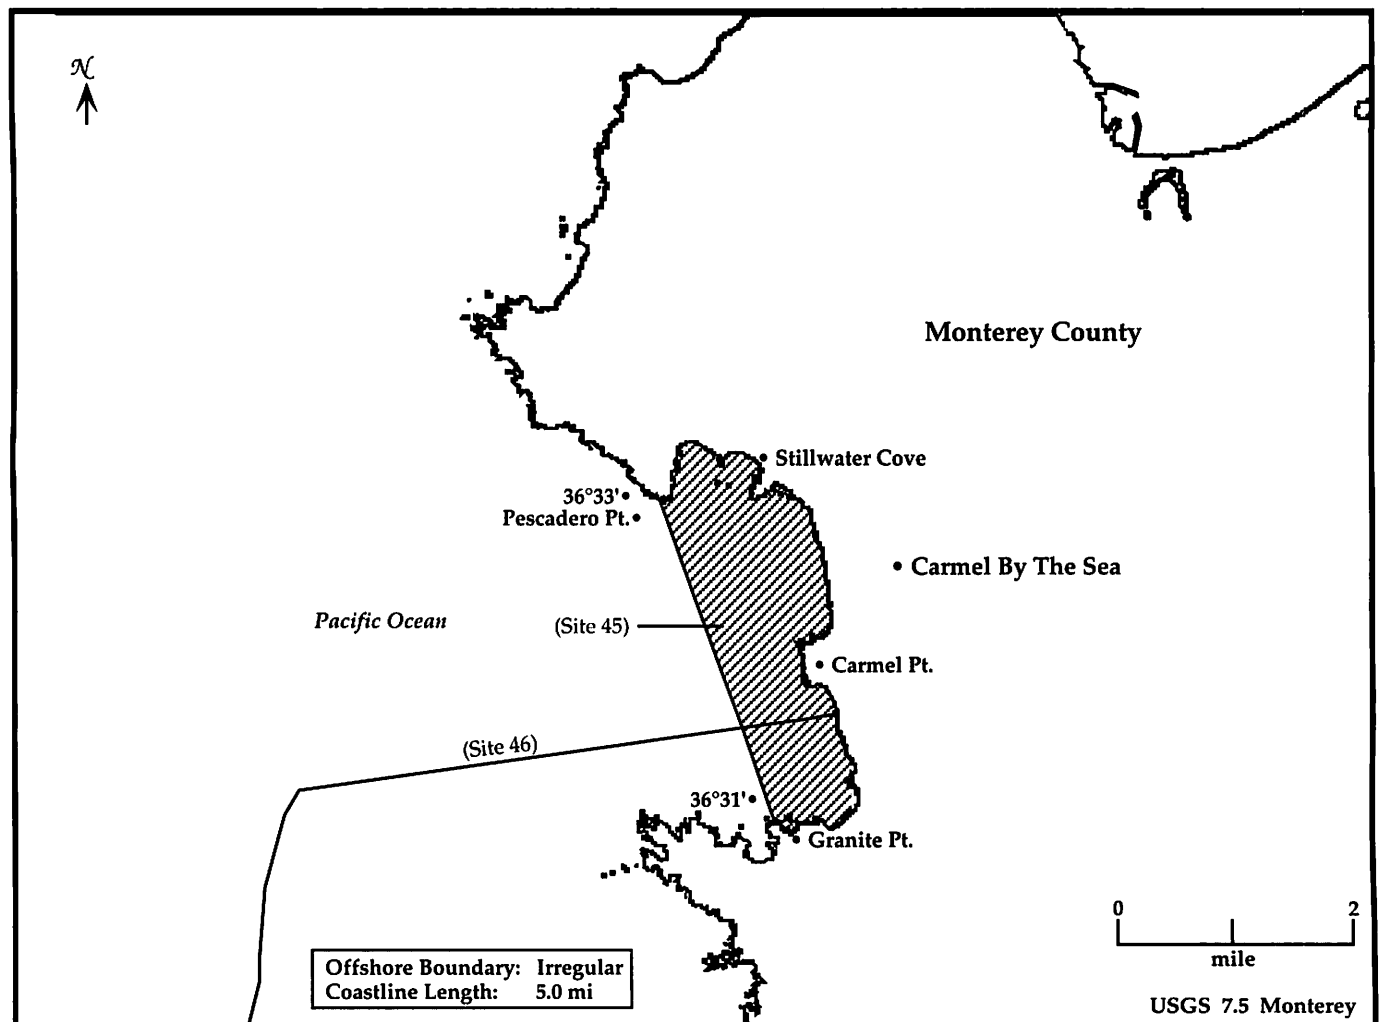 N
Monterey County
Stillwater Cove
36°33'
Pescadero Pt.
Carmel By The Sea
Pacific Ocean
(Site 45)
Carmel Pt.
(Site 46)
36°31'
Granite Pt.
0 2
mile
Offshore Boundary: Irregular
Coastline Length: 5.0 mi
USGS 7.5 Monterey